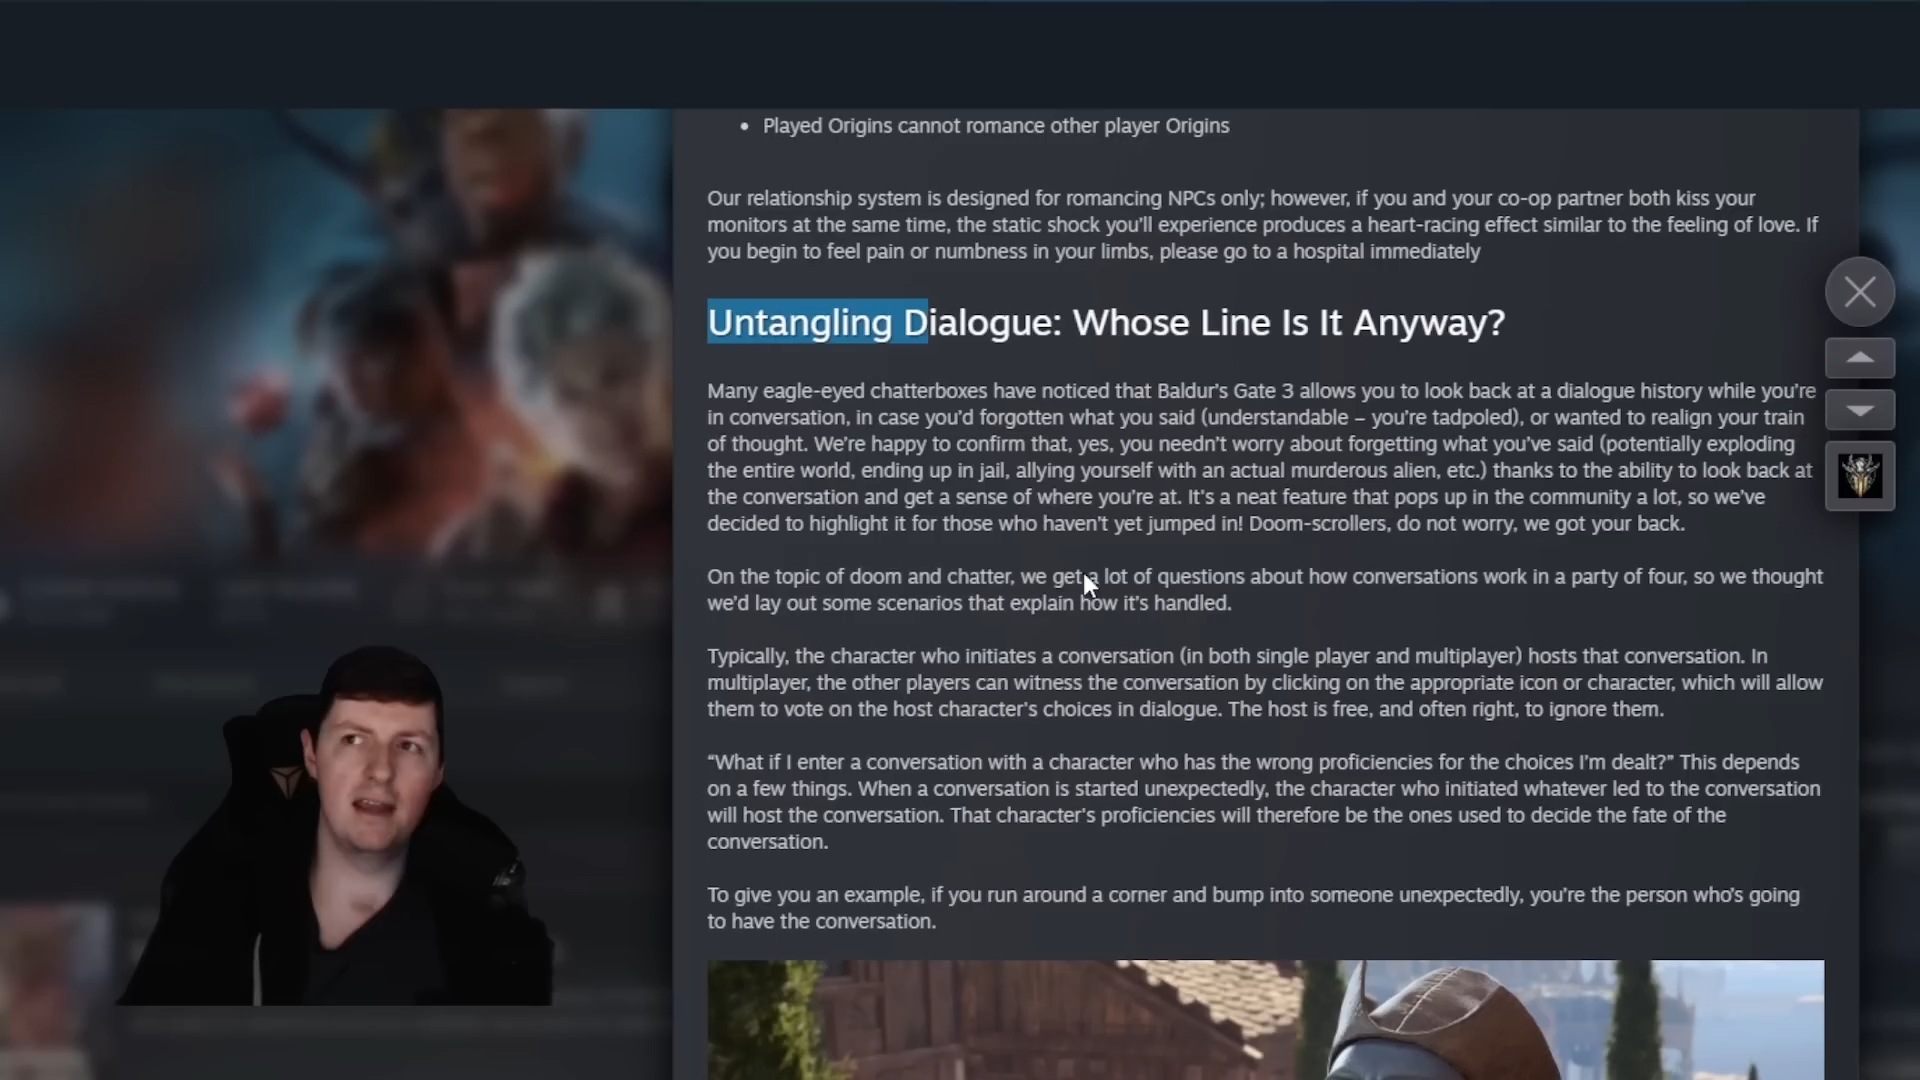 Played Origins cannot romance other player Origins
Our relationship system is designed for romancing NPCs only; however, if you and your co-op partner both kiss your
monitors at the same time, the static shock you'll experience produces a heart-racing effect similar to the feeling of love. If
you begin to feel pain or numbness in your limbs, please go to a hospital immediately
Untangling Dialogue: Whose Line Is It Anyway?
Many eagle-eyed chatterboxes have noticed that Baldur's Gate 3 allows you to look back at a dialogue history while you're
in conversation, in case you'd forgotten what you said (understandable – you're tadpoled), or wanted to realign your train
of thought. We're happy to confirm that, yes, you needn't worry about forgetting what you've said (potentially exploding
the entire world, ending up in jail, allying yourself with an actual murderous alien, etc.) thanks to the ability to look back at
the conversation and get a sense of where you're at. It's a neat feature that pops up in the community a lot, so we've
decided to highlight it for those who haven't yet jumped in! Doom-scrollers, do not worry, we got your back.
On the topic of doom and chatter, we get a lot of questions about how conversations work in a party of four, so we thought
we'd lay out some scenarios that explain how it's handled.
Typically, the character who initiates a conversation (in both single player and multiplayer) hosts that conversation. In
multiplayer, the other players can witness the conversation by clicking on the appropriate icon or character, which will allow
them to vote on the host character's choices in dialogue. The host is free, and often right, to ignore them.
“What if I enter a conversation with a character who has the wrong proficiencies for the choices I'm dealt?” This depends
on a few things. When a conversation is started unexpectedly, the character who initiated whatever led to the conversation
will host the conversation. That character's proficiencies will therefore be the ones used to decide the fate of the
conversation.
To give you an example, if you run around a corner and bump into someone unexpectedly, you're the person who's going
to have the conversation.